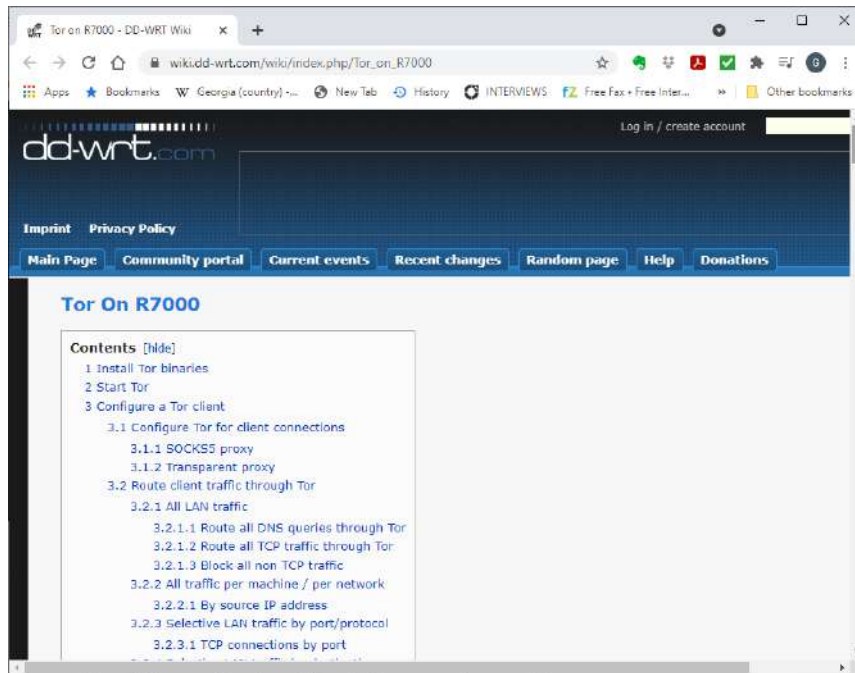 Tor on R7000 - DD-WRT Wiki
wiki.dd-wrt.com/wiki/index.php/Tor_on_R7000
G
Apps Bookmarks W Georgia (country) -... New Tab History INTERVIEWS fZ Free Fax • Free Inter... » Other bookmarks
Log in / create account
dd-wrt.com
Imprint Privacy Policy
Main Page Community portal Current events Recent changes Random page Help Donations
Tor On R7000
Contents [hide]
1 Install Tor binaries
2 Start Tor
3 Configure a Tor client
3.1 Configure Tor for client connections
3.1.1 SOCKS5 proxy
3.1.2 Transparent proxy
3.2 Route client traffic through Tor
3.2.1 All LAN traffic
3.2.1.1 Route all DNS queries through Tor
3.2.1.2 Route all TCP traffic through Tor
3.2.1.3 Block all non TCP traffic
3.2.2 All traffic per machine / per network
3.2.2.1 By source IP address
3.2.3 Selective LAN traffic by port/protocol
3.2.3.1 TCP connections by port